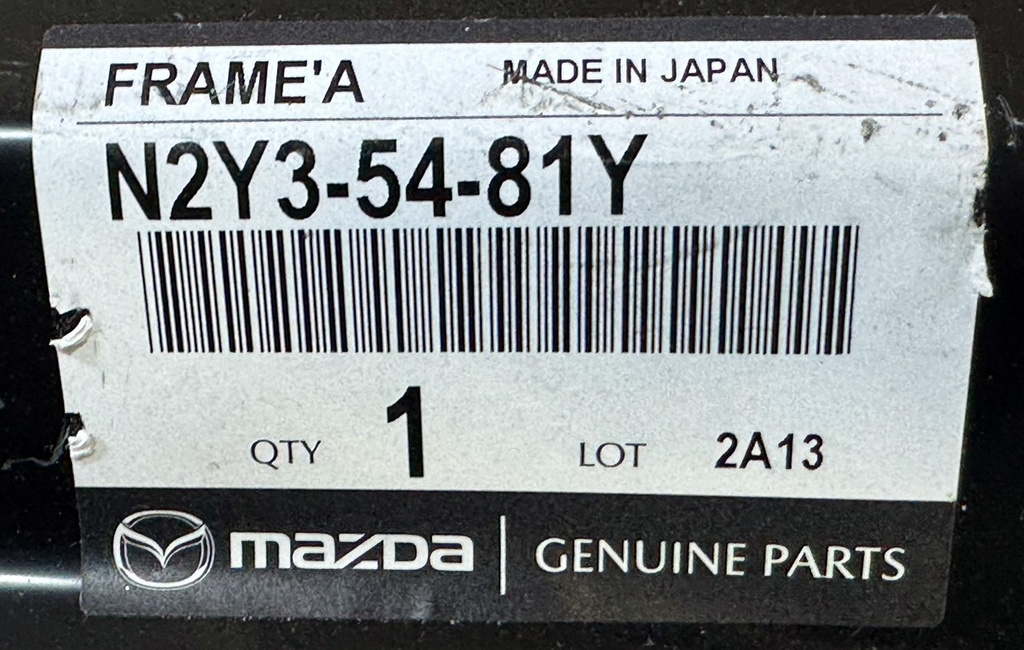 FRAME'A MADE IN JAPAN
N2Y3-54-81Y
QTY 1 LOT 2A13
mazda GENUINE PARTS